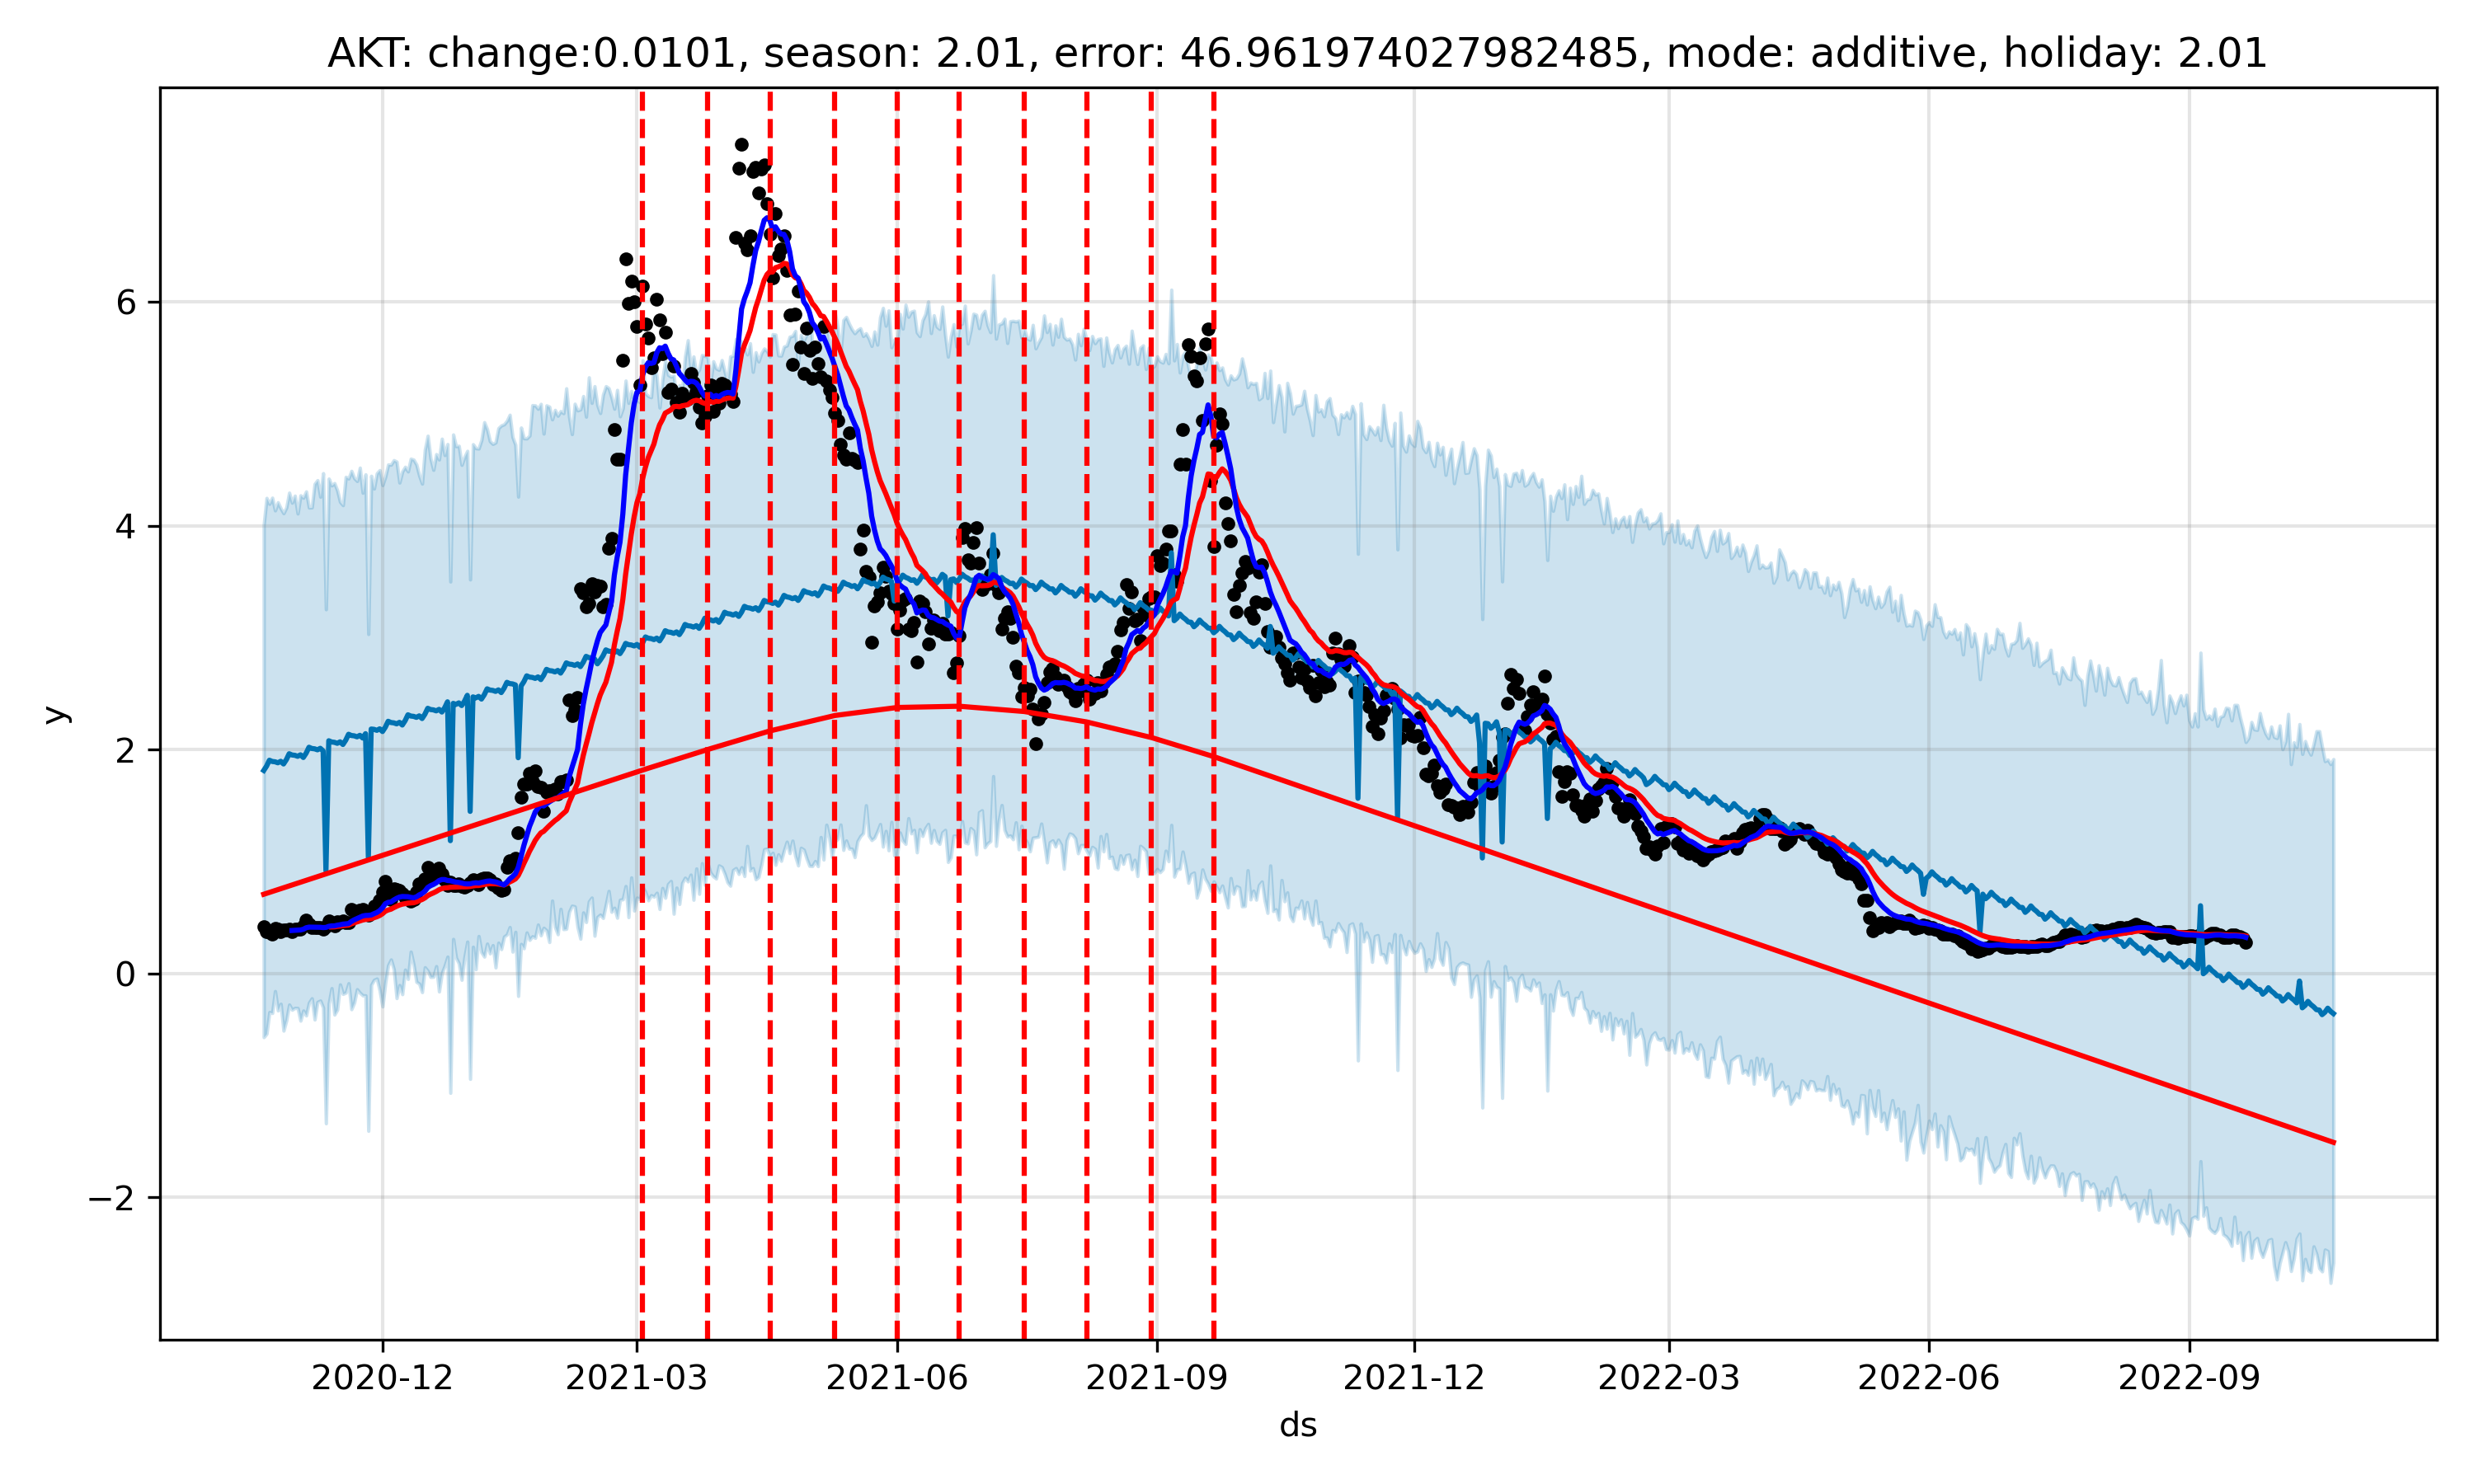 AKT: change:0.0101, season: 2.01, error: 46.961974027982485, mode: additive, holiday: 2.01
6
4
2
0
−2
y
2020-12 2021-03 2021-06 2021-09 2021-12 2022-03 2022-06 2022-09
ds